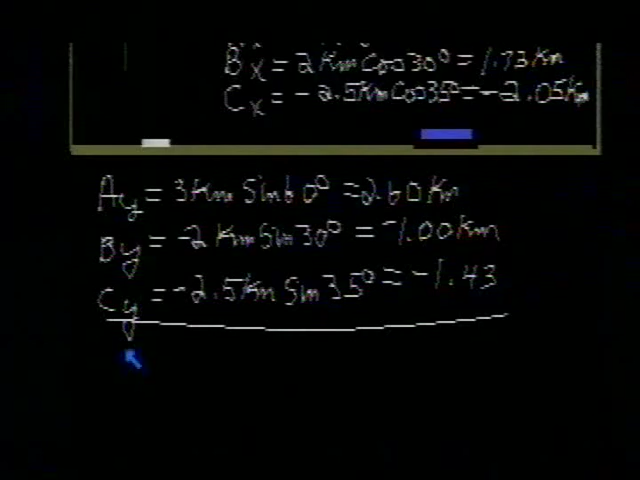 Bx = 2 Km Cos 30° = 1.73 Km
Cx = -2.5 Km Cos 35° = -2.05 Km
Ay = 3 Km Sin 60° = 2.60 Km
By = -2 Km Sin 30° = -1.00 Km
Cy = -2.5 Km Sin 35° = -1.43